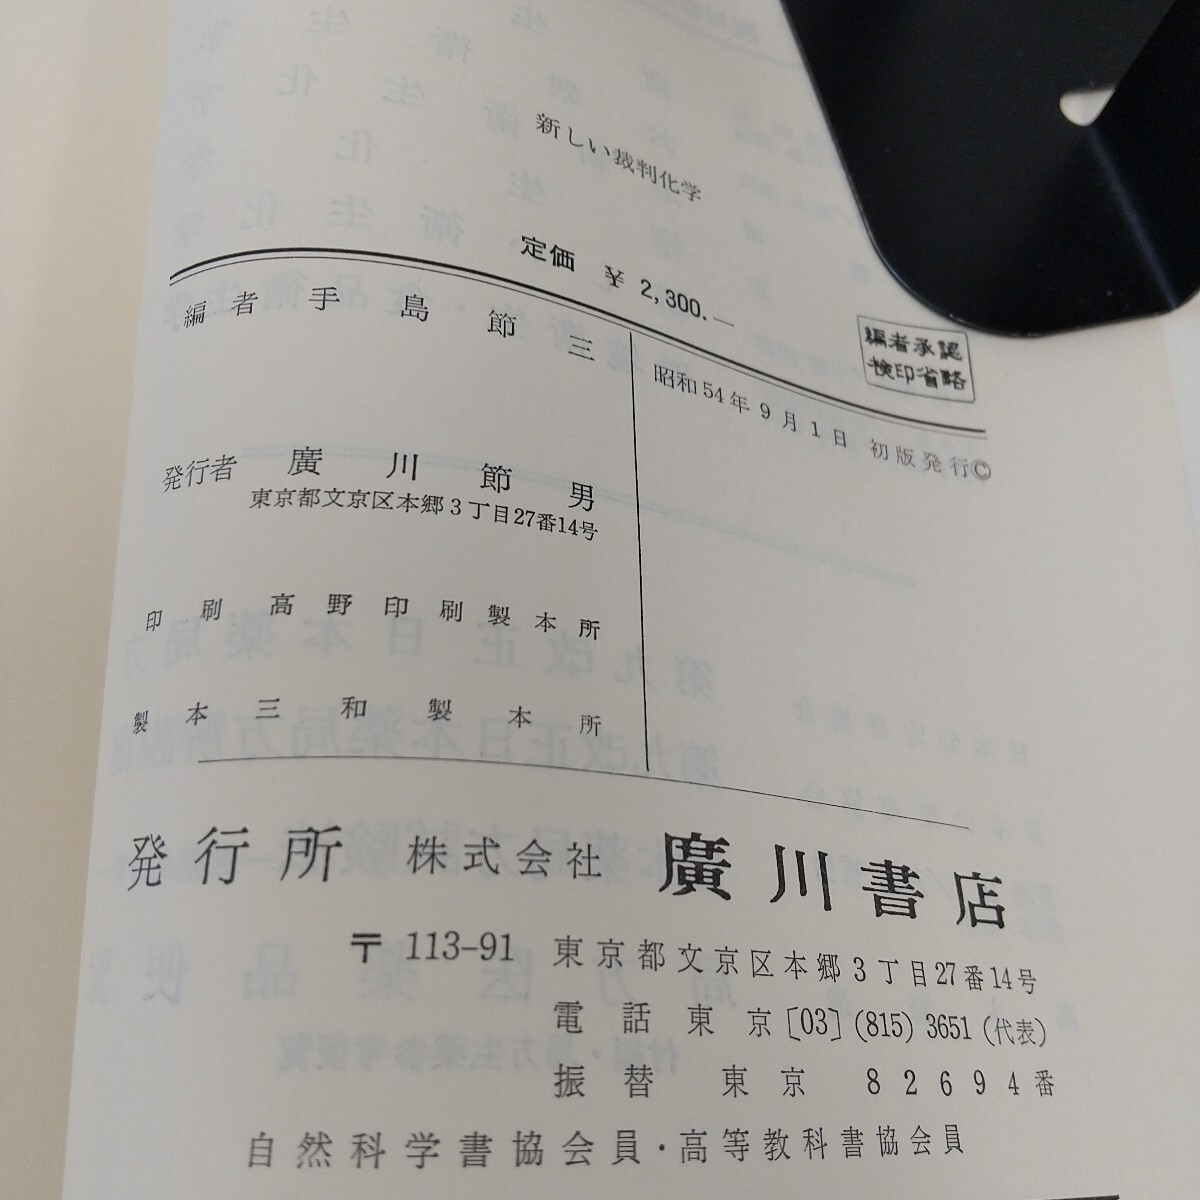 新しい裁判化学
定価 ¥ 2,300.—
編者承認
検印省略
編者 手島節三
昭和54年9月1日 初版発行©
発行者 廣川節男
東京都文京区本郷3丁目27番14号
印刷 高野印刷製本所
製本 三和製本所
発行所 株式会社 廣川書店
〒113-91 東京都文京区本郷3丁目27番14号
電話 東京[03](815)3651(代表)
振替 東京 82694番
自然科学書協会員・高等教科書協会員